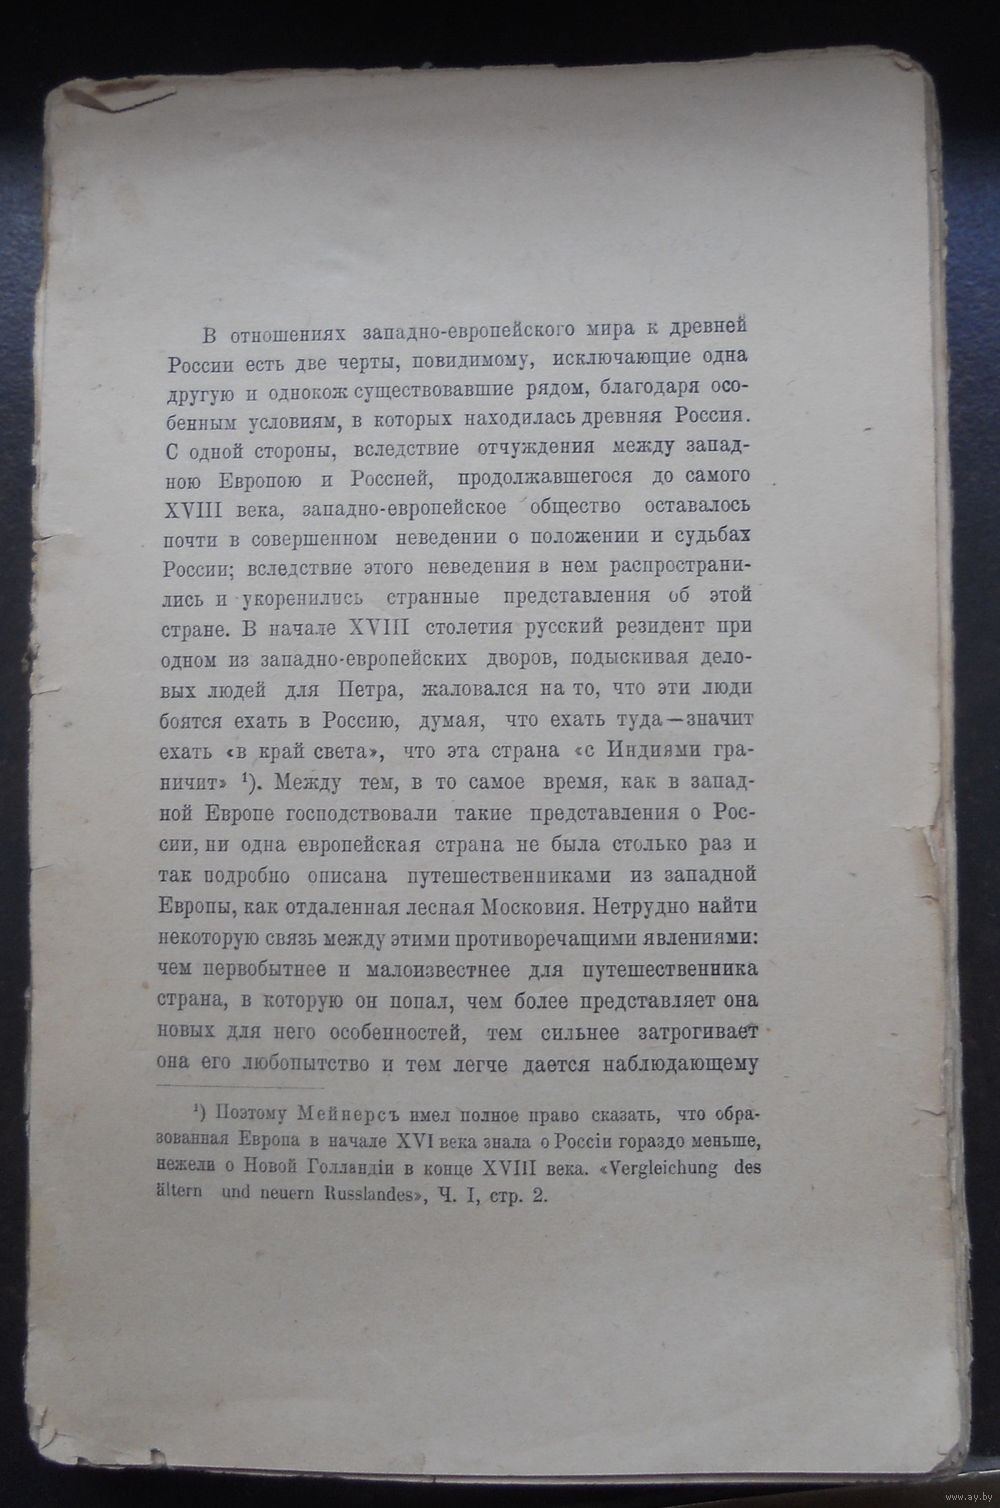 В отношениях западно-европейского мира к древней
России есть две черты, повидимому, исключающие одна
другую и однокож существовавшие рядом, благодаря осо-
бенным условиям, в которых находилась древняя Россия.
С одной стороны, вследствие отчуждения между запад-
ною Европою и Россией, продолжавшегося до самого
XVIII века, западно-европейское общество оставалось
почти в совершенном неведении о положении и судьбах
России; вследствие этого неведения в нем распространи-
лись и укоренились странные представления об этой
стране. В начале XVIII столетия русский резидент при
одном из западно-европейских дворов, подыскивая дело-
вых людей для Петра, жаловался на то, что эти люди
боятся ехать в Россию, думая, что ехать туда—значит
ехать «в край света», что эта страна «с Индиями гра-
ничит» ¹). Между тем, в то самое время, как в запад-
ной Европе господствовали такие представления о Рос-
сии, ни одна европейская страна не была столько раз и
так подробно описана путешественниками из западной
Европы, как отдаленная лесная Московия. Нетрудно найти
некоторую связь между этими противоречащими явлениями:
чем первобытнее и малоизвестнее для путешественника
страна, в которую он попал, чем более представляет она
новых для него особенностей, тем сильнее затрогивает
она его любопытство и тем легче дается наблюдающему
¹) Поэтому Мейнерсъ имел полное право сказать, что обра-
зованная Европа в начале XVI века знала о Россіи гораздо меньше,
нежели о Новой Голландіи в конце XVIII века. «Vergleichung des
ältern und neuern Russlandes», Ч. I, стр. 2.
www.ay.by